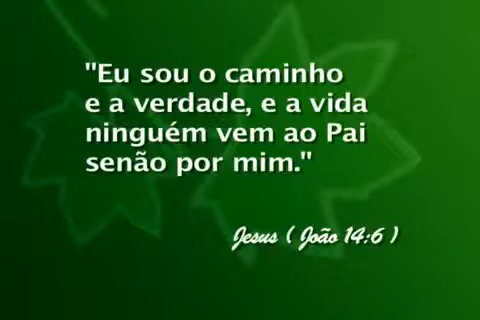 "Eu sou o caminho
e a verdade, e a vida
ninguém vem ao Pai
senão por mim."
Jesus ( João 14:6 )